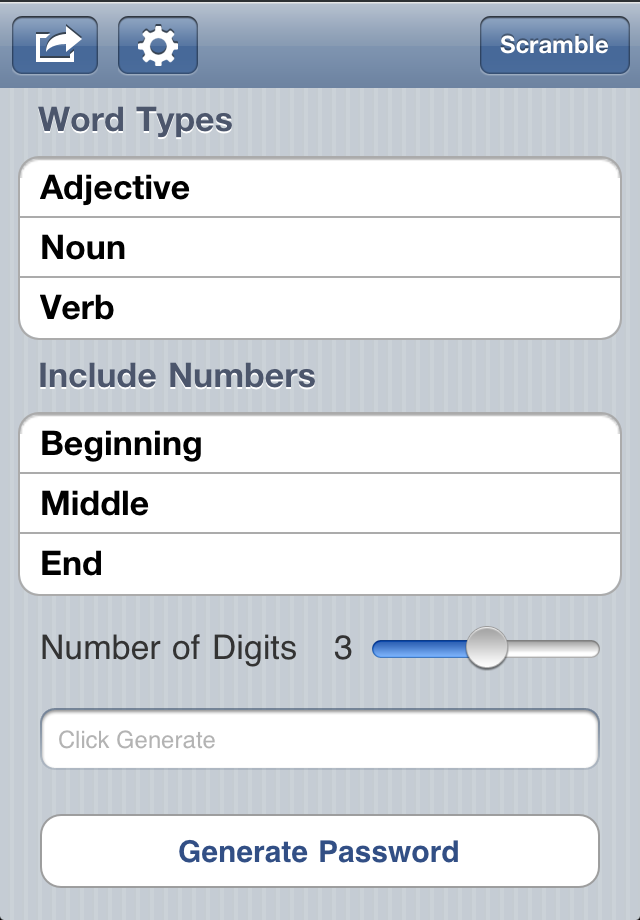 Scramble
Word Types
Adjective
Noun
Verb
Include Numbers
Beginning
Middle
End
Number of Digits 3
Click Generate
Generate Password